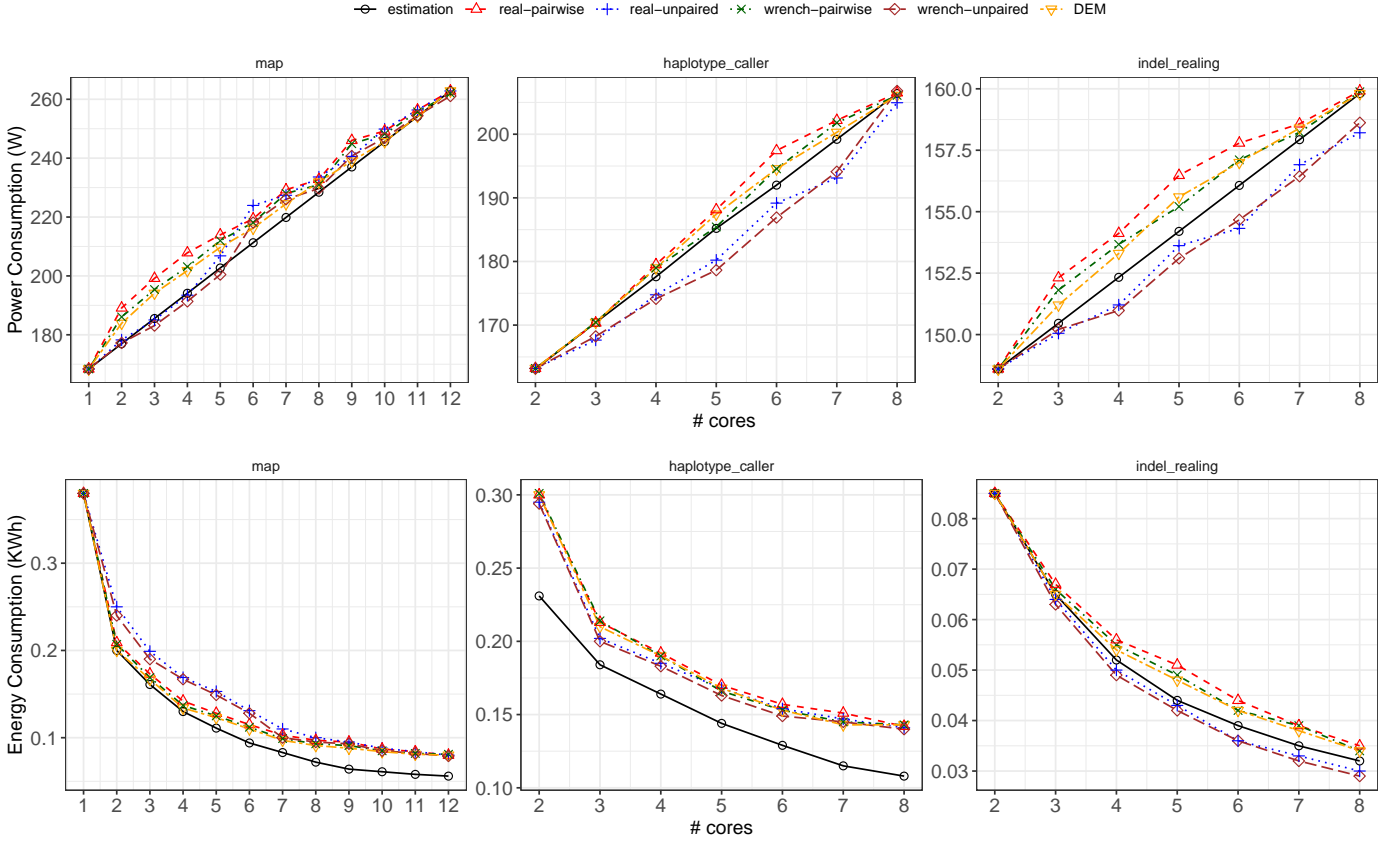 estimation real−pairwise real−unpaired wrench−pairwise wrench−unpaired DEM
map haplotype_caller indel_realing
Power Consumption (W)
260
240
220
200
180
1 2 3 4 5 6 7 8 9 10 11 12
200
190
180
170
2 3 4 5 6 7 8
160.0
157.5
155.0
152.5
150.0
2 3 4 5 6 7 8
# cores
map haplotype_caller indel_realing
Energy Consumption (KWh)
0.3
0.2
0.1
1 2 3 4 5 6 7 8 9 10 11 12
0.30
0.25
0.20
0.15
0.10
2 3 4 5 6 7 8
0.08
0.07
0.06
0.05
0.04
0.03
2 3 4 5 6 7 8
# cores